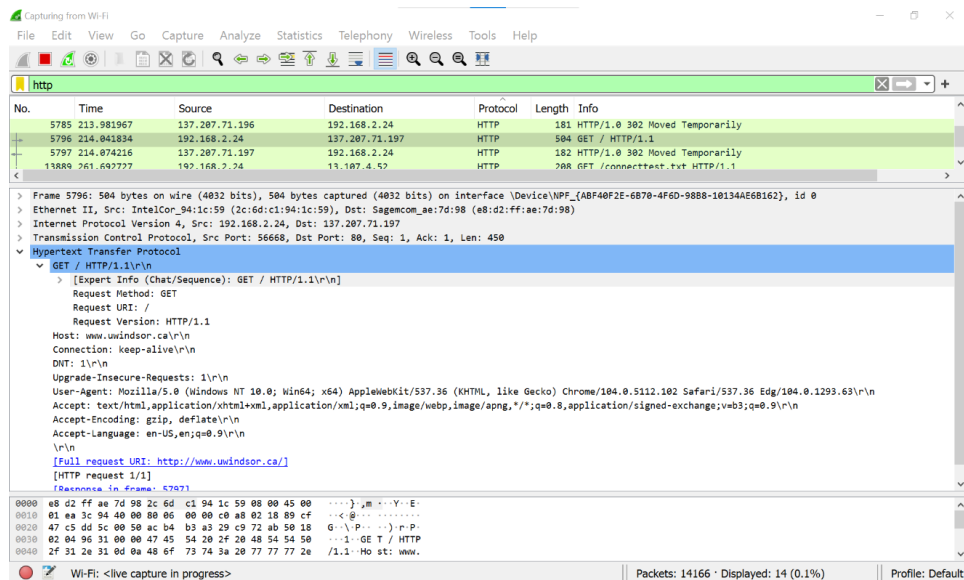 Capturing from Wi-Fi
File Edit View Go Capture Analyze Statistics Telephony Wireless Tools Help
http
No. Time Source Destination Protocol Length Info
5785 213.981967 137.207.71.196 192.168.2.24 HTTP 181 HTTP/1.0 302 Moved Temporarily
5796 214.041834 192.168.2.24 137.207.71.197 HTTP 504 GET / HTTP/1.1
5797 214.074216 137.207.71.197 192.168.2.24 HTTP 182 HTTP/1.0 302 Moved Temporarily
13889 261.692727 192.168.2.24 13.107.4.52 HTTP 208 GET /connecttest.txt HTTP/1.1
Frame 5796: 504 bytes on wire (4032 bits), 504 bytes captured (4032 bits) on interface \Device\NPF_{ABF40F2E-6B70-4F6D-98B8-10134AE6B162}, id 0
Ethernet II, Src: IntelCor_94:1c:59 (2c:6d:c1:94:1c:59), Dst: Sagemcom_ae:7d:98 (e8:d2:ff:ae:7d:98)
Internet Protocol Version 4, Src: 192.168.2.24, Dst: 137.207.71.197
Transmission Control Protocol, Src Port: 56668, Dst Port: 80, Seq: 1, Ack: 1, Len: 450
Hypertext Transfer Protocol
GET / HTTP/1.1\r\n
[Expert Info (Chat/Sequence): GET / HTTP/1.1\r\n]
Request Method: GET
Request URI: /
Request Version: HTTP/1.1
Host: www.uwindsor.ca\r\n
Connection: keep-alive\r\n
DNT: 1\r\n
Upgrade-Insecure-Requests: 1\r\n
User-Agent: Mozilla/5.0 (Windows NT 10.0; Win64; x64) AppleWebKit/537.36 (KHTML, like Gecko) Chrome/104.0.5112.102 Safari/537.36 Edg/104.0.1293.63\r\n
Accept: text/html,application/xhtml+xml,application/xml;q=0.9,image/webp,image/apng,*/*;q=0.8,application/signed-exchange;v=b3;q=0.9\r\n
Accept-Encoding: gzip, deflate\r\n
Accept-Language: en-US,en;q=0.9\r\n
\r\n
[Full request URI: http://www.uwindsor.ca/]
[HTTP request 1/1]
[Response in frame: 5797]
0000 e8 d2 ff ae 7d 98 2c 6d c1 94 1c 59 08 00 45 00 ····}·,m ···Y··E·
0010 01 ea 3c 94 40 00 80 06 00 00 c0 a8 02 18 89 cf ··<·@··· ········
0020 47 c5 dd 5c 00 50 ac b4 b3 a3 29 c9 72 ab 50 18 G··\·P·· ··)·r·P·
0030 02 04 96 31 00 00 47 45 54 20 2f 20 48 54 54 50 ···1··GE T / HTTP
0040 2f 31 2e 31 0d 0a 48 6f 73 74 3a 20 77 77 77 2e /1.1··Ho st: www.
Wi-Fi: <live capture in progress> Packets: 14166 · Displayed: 14 (0.1%) Profile: Default